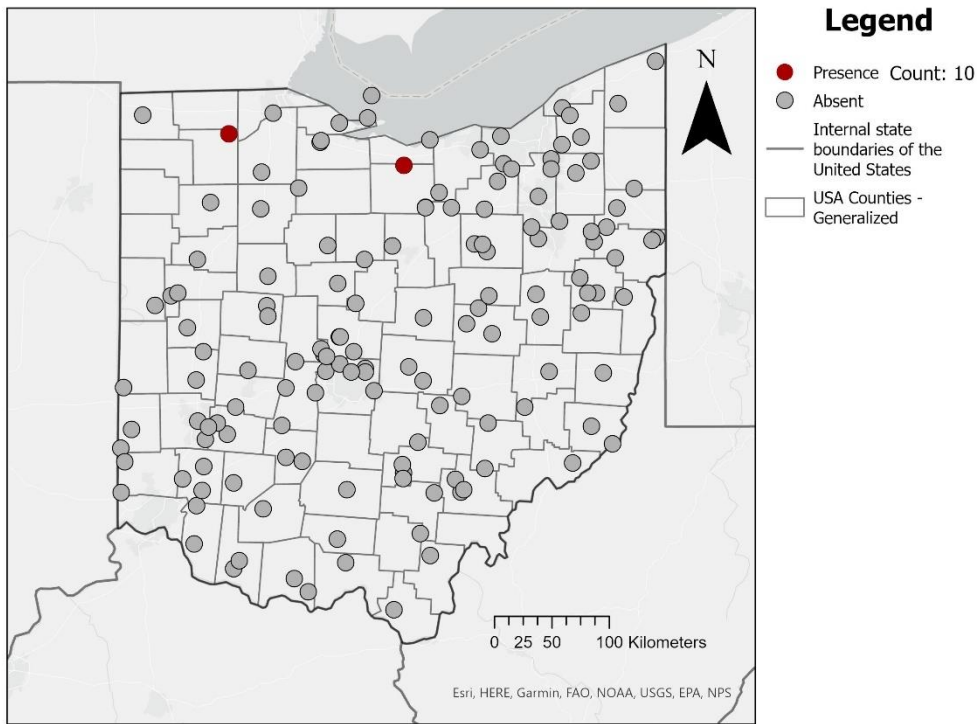 Legend
N
Presence Count: 10
Absent
Internal state
boundaries of the
United States
USA Counties -
Generalized
0 25 50 100 Kilometers
Esri, HERE, Garmin, FAO, NOAA, USGS, EPA, NPS